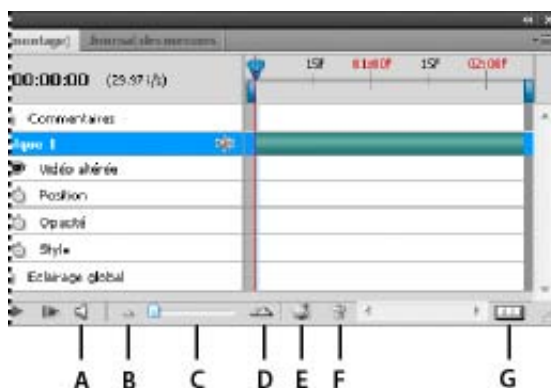 montage) Journal des mesures
00:00:00 (29.97 i/s)
15F 01:00F 15F 02:00F
Commentaires
lque 1
Vidéo altérée
Position
Opacité
Style
Eclairage global
A B C D E F G